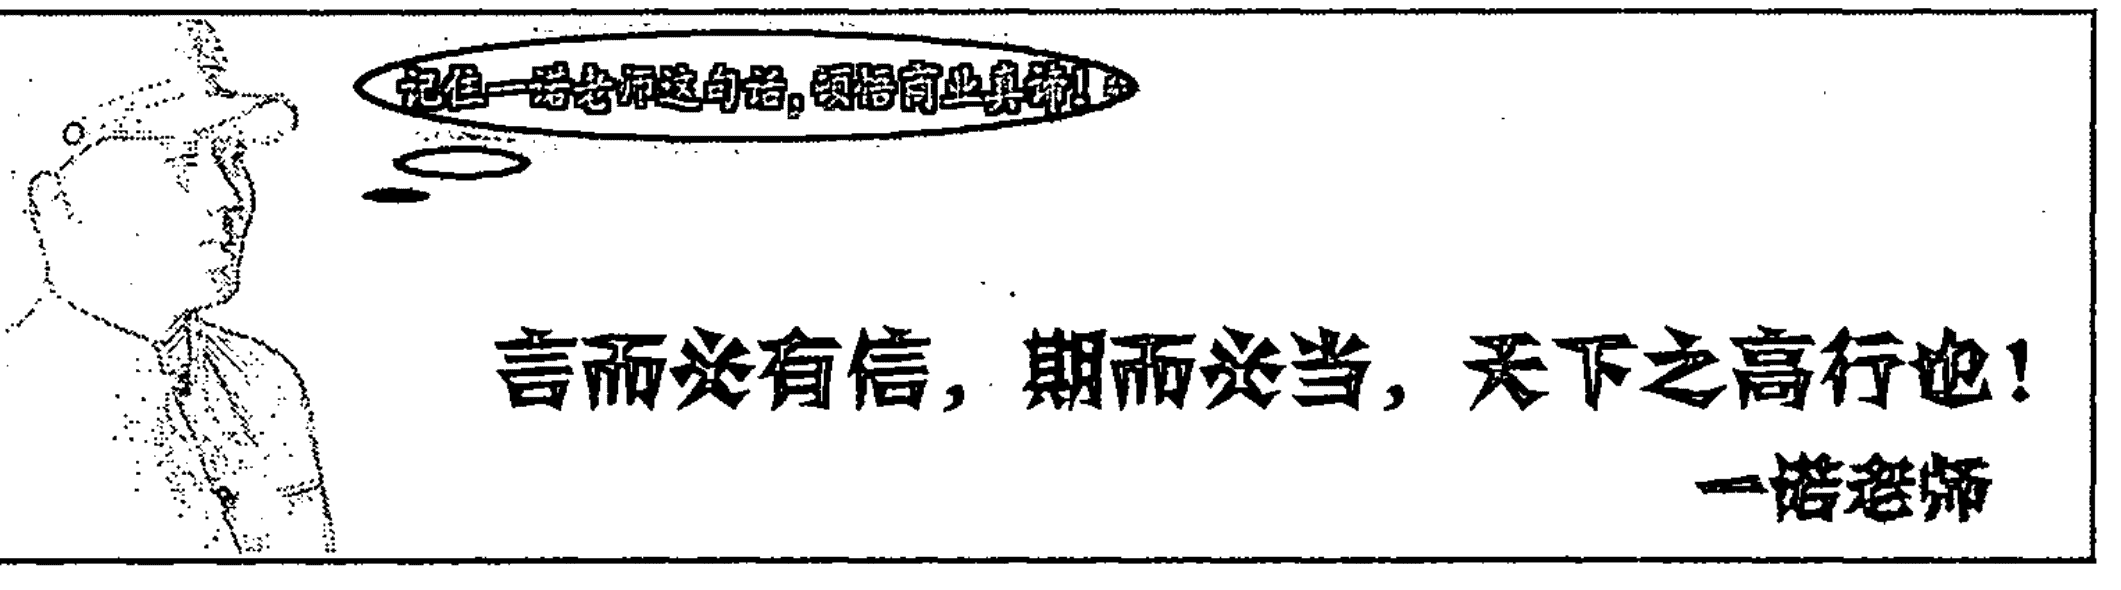 记住一诺老师这句话，领悟商业真谛！
言而必有信，期而必当，天下之高行也！
一诺老师